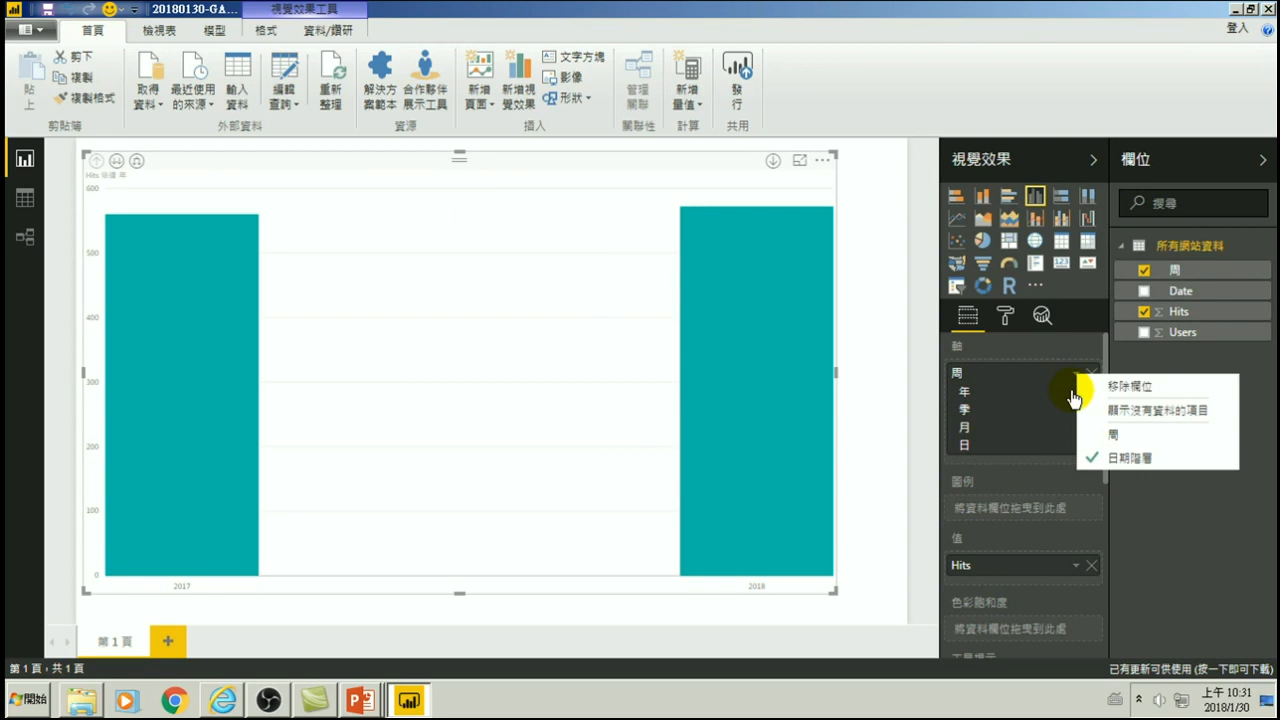 20180130-GA...
視覺效果工具
首頁
檢視表
模型
格式
資料/鑽研
登入
貼上
剪下
複製
複製格式
取得資料
最近使用的來源
輸入資料
編輯查詢
重新整理
解決方案範本
合作夥伴展示工具
新增頁面
新增視覺效果
文字方塊
影像
形狀
管理關聯
新增量值
發行
剪貼簿
外部資料
資源
插入
關聯性
計算
共用
Hits 依據 年
600
500
400
300
200
100
0
2017
2018
視覺效果
軸
周
年
季
月
日
圖例
將資料欄位拖曳到此處
值
Hits
色彩飽和度
將資料欄位拖曳到此處
工具提示
移除欄位
顯示沒有資料的項目
周
日期階層
欄位
搜尋
所有網站資料
周
Date
Hits
Users
第 1 頁
第 1 頁，共 1 頁
已有更新可供使用 (按一下即可下載)
開始
上午 10:31
2018/1/30